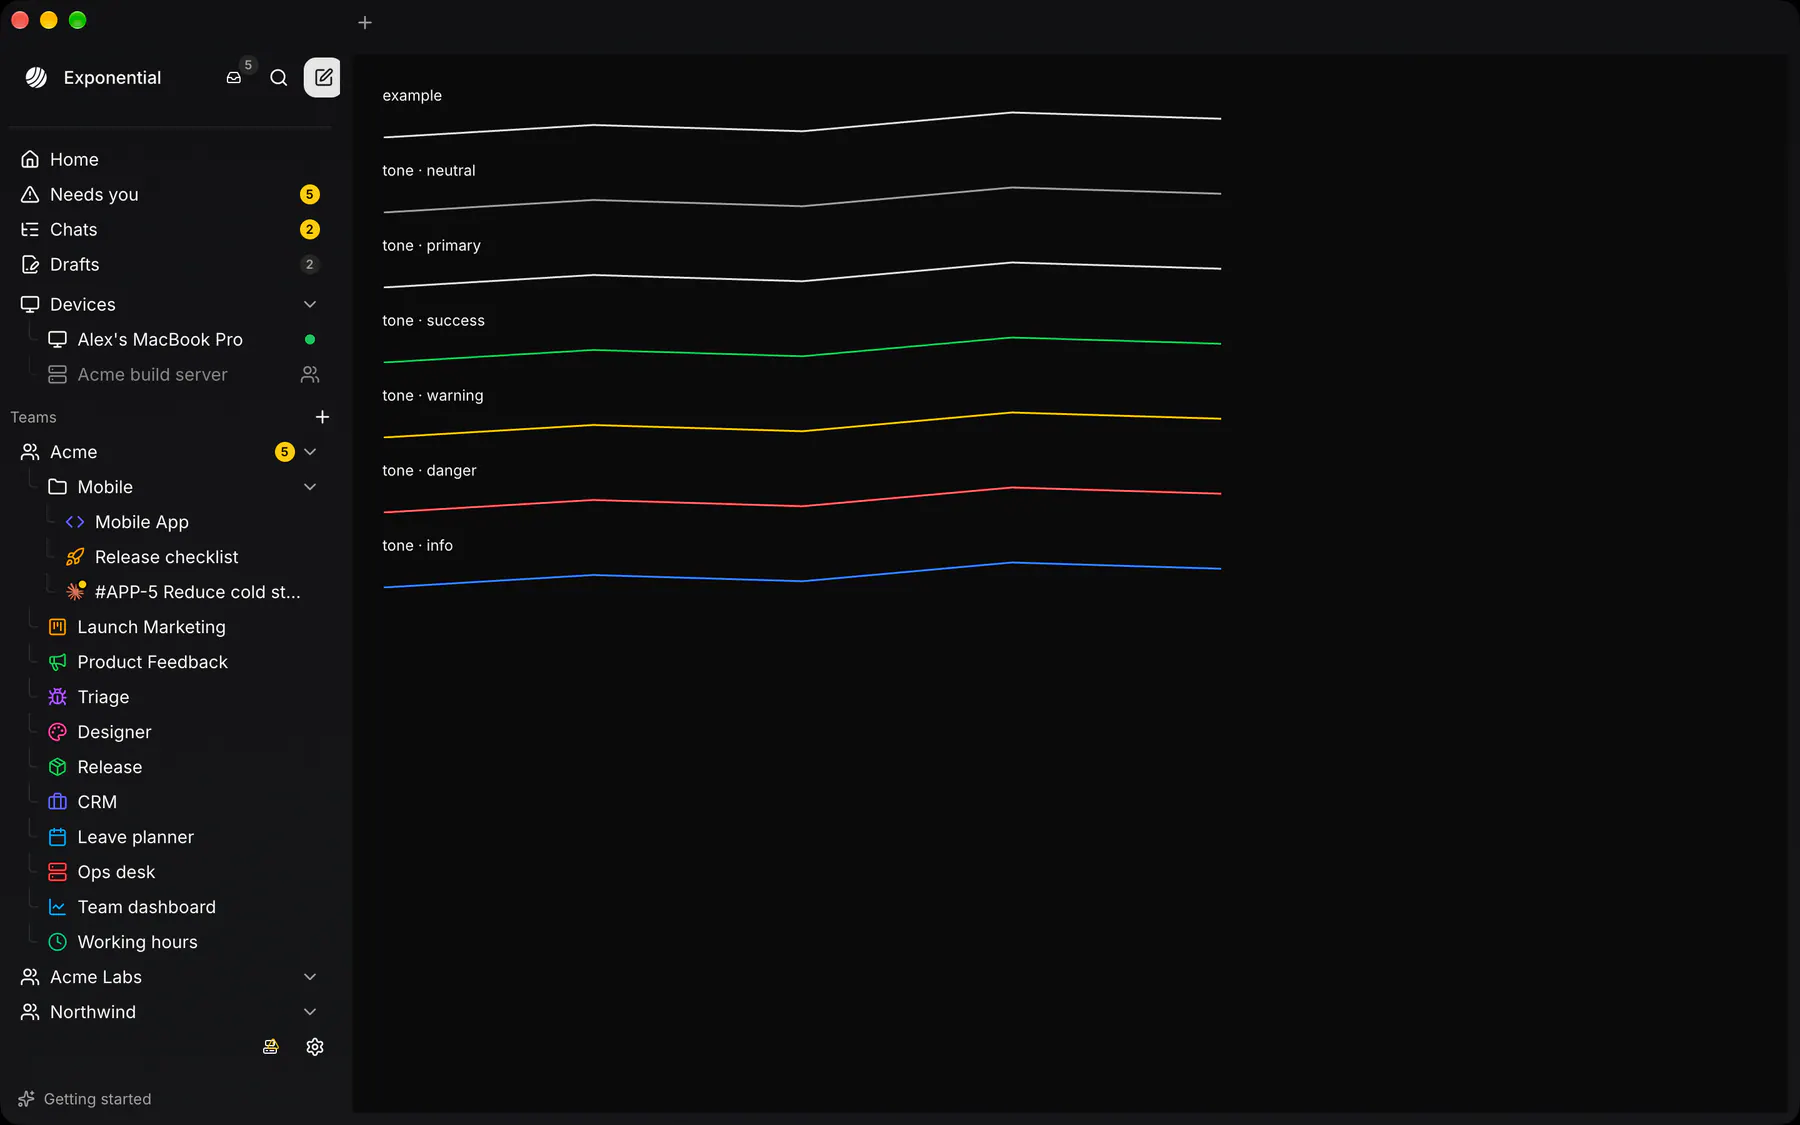 Exponential
5
Home
Needs you 5
Chats 2
Drafts 2
Devices
Alex's MacBook Pro
Acme build server
Teams
Acme 5
Mobile
Mobile App
Release checklist
#APP-5 Reduce cold st...
Launch Marketing
Product Feedback
Triage
Designer
Release
CRM
Leave planner
Ops desk
Team dashboard
Working hours
Acme Labs
Northwind
Getting started
example
tone · neutral
tone · primary
tone · success
tone · warning
tone · danger
tone · info